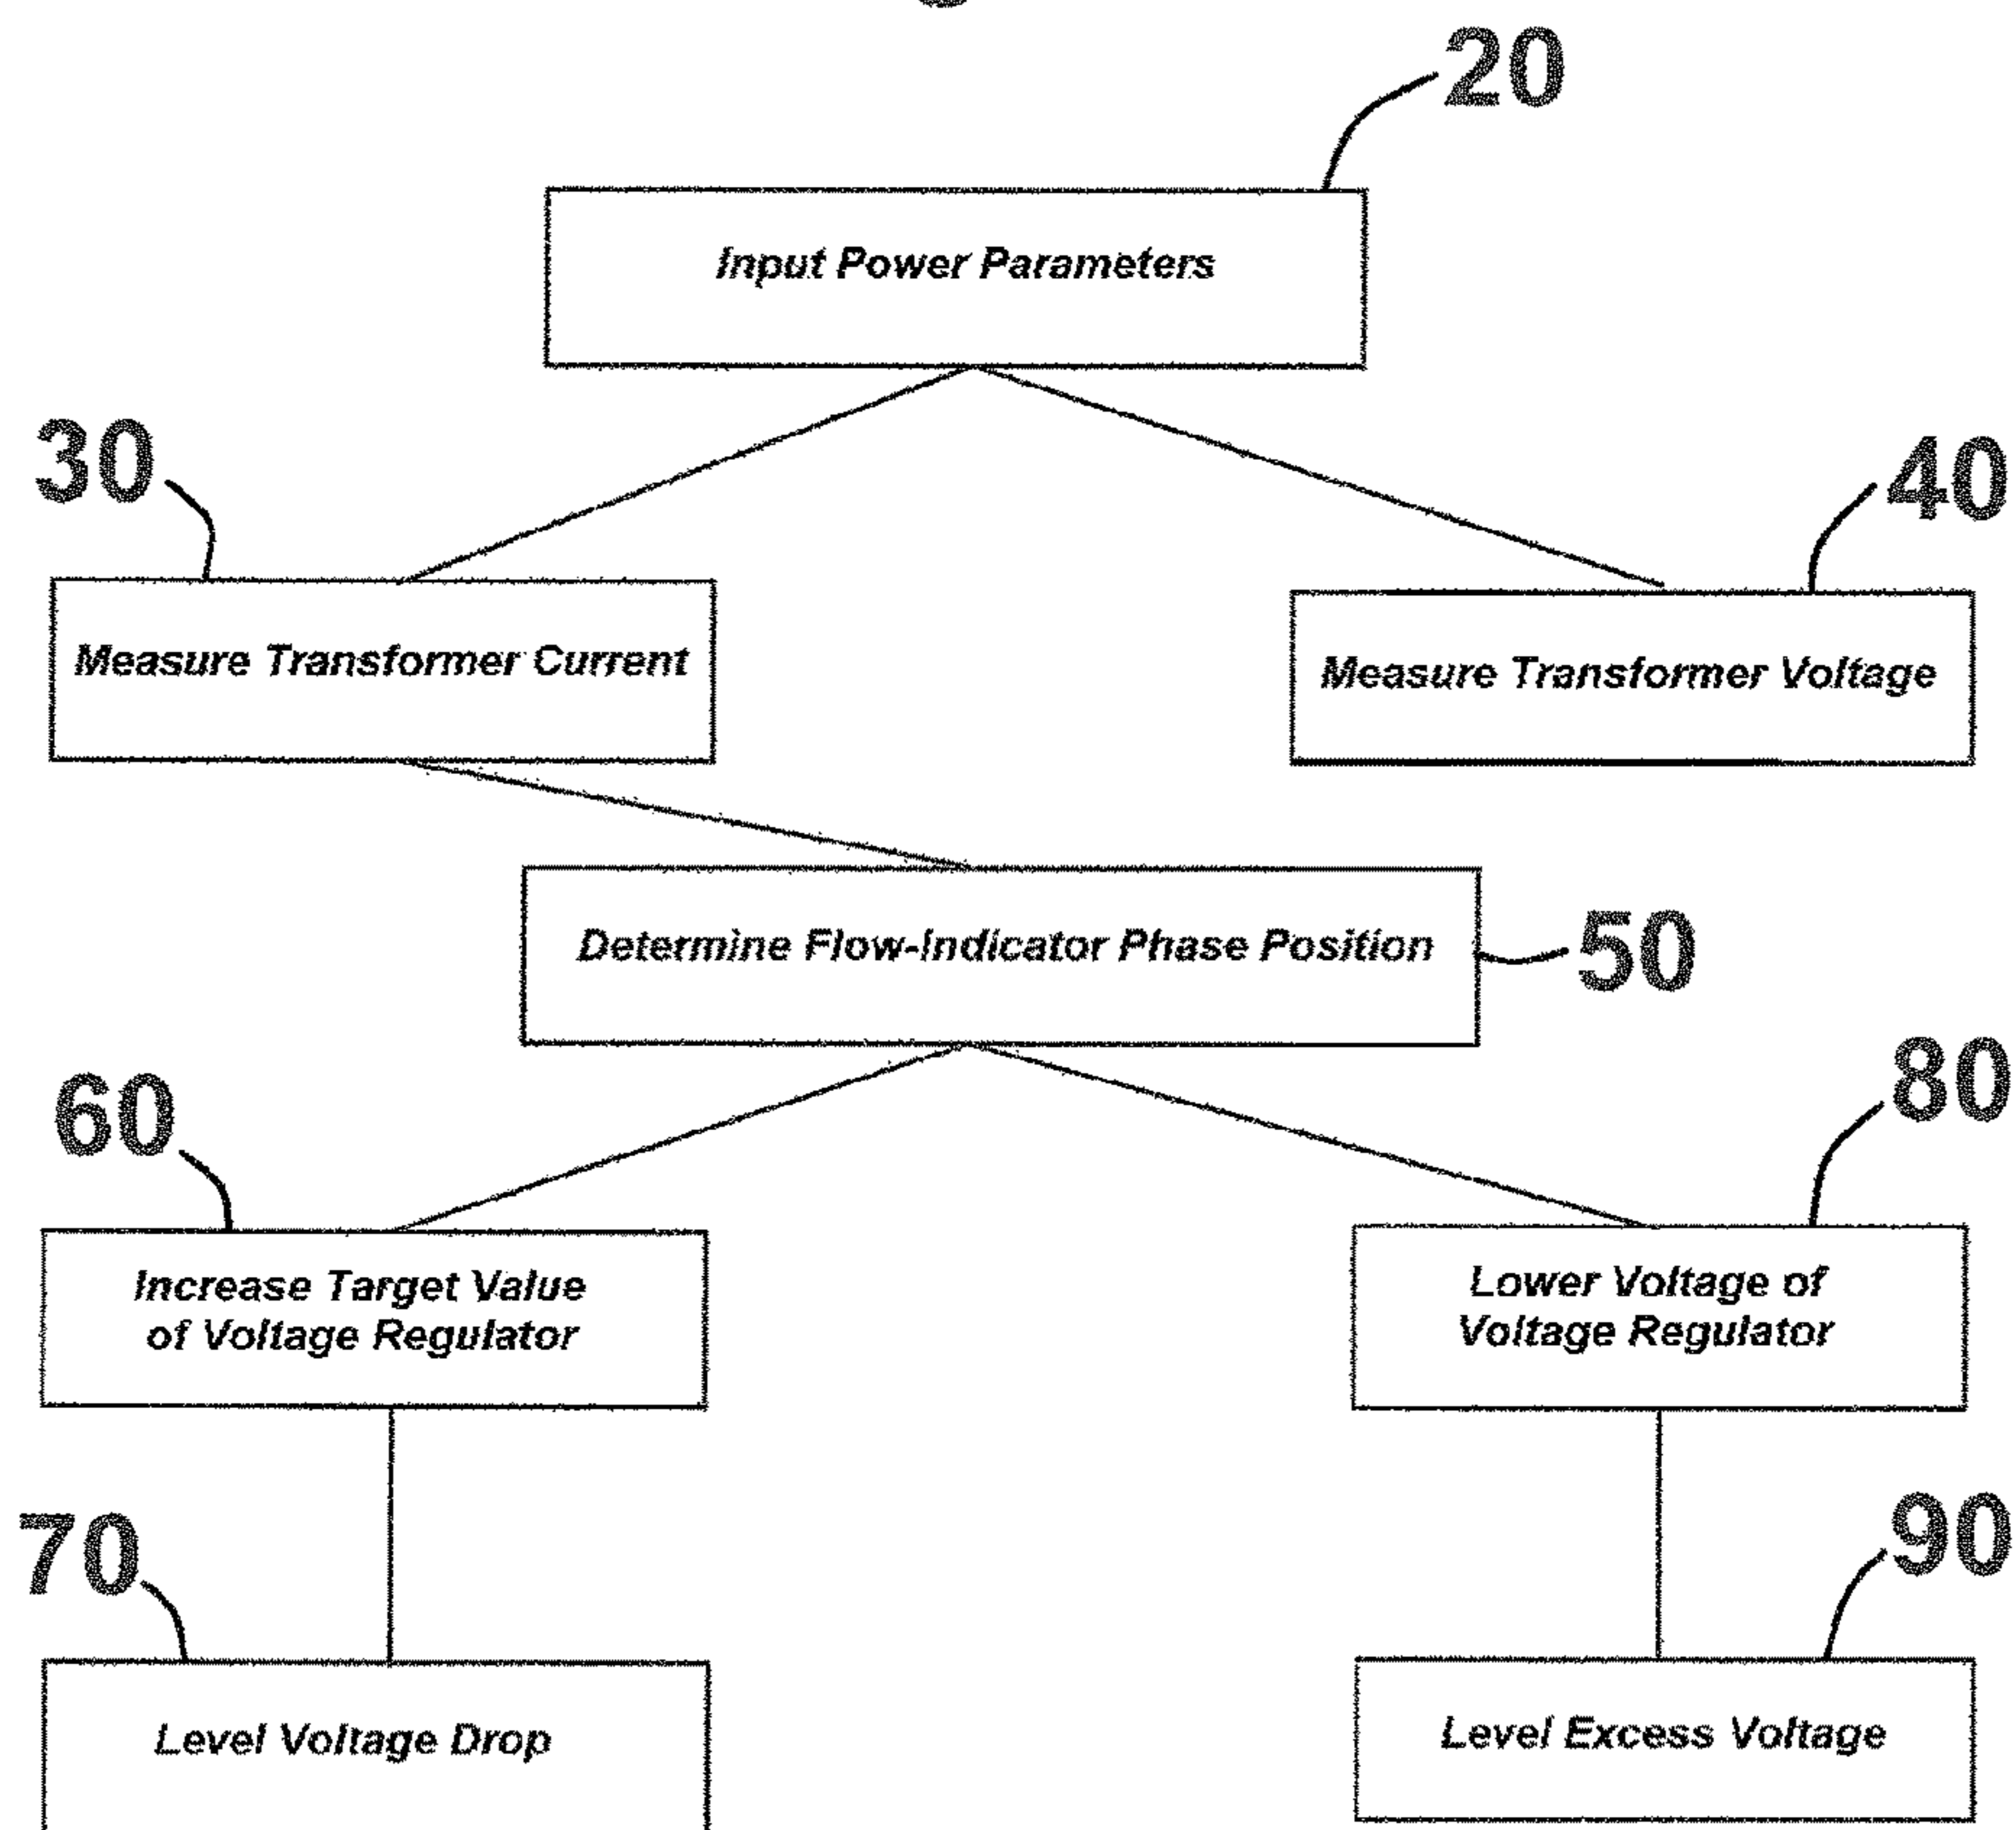 20
Input Power Parameters
30
40
Measure Transformer Current
Measure Transformer Voltage
Determine Flow-Indicator Phase Position
50
60
80
Increase Target Value
of Voltage Regulator
Lower Voltage of
Voltage Regulator
70
90
Level Voltage Drop
Level Excess Voltage